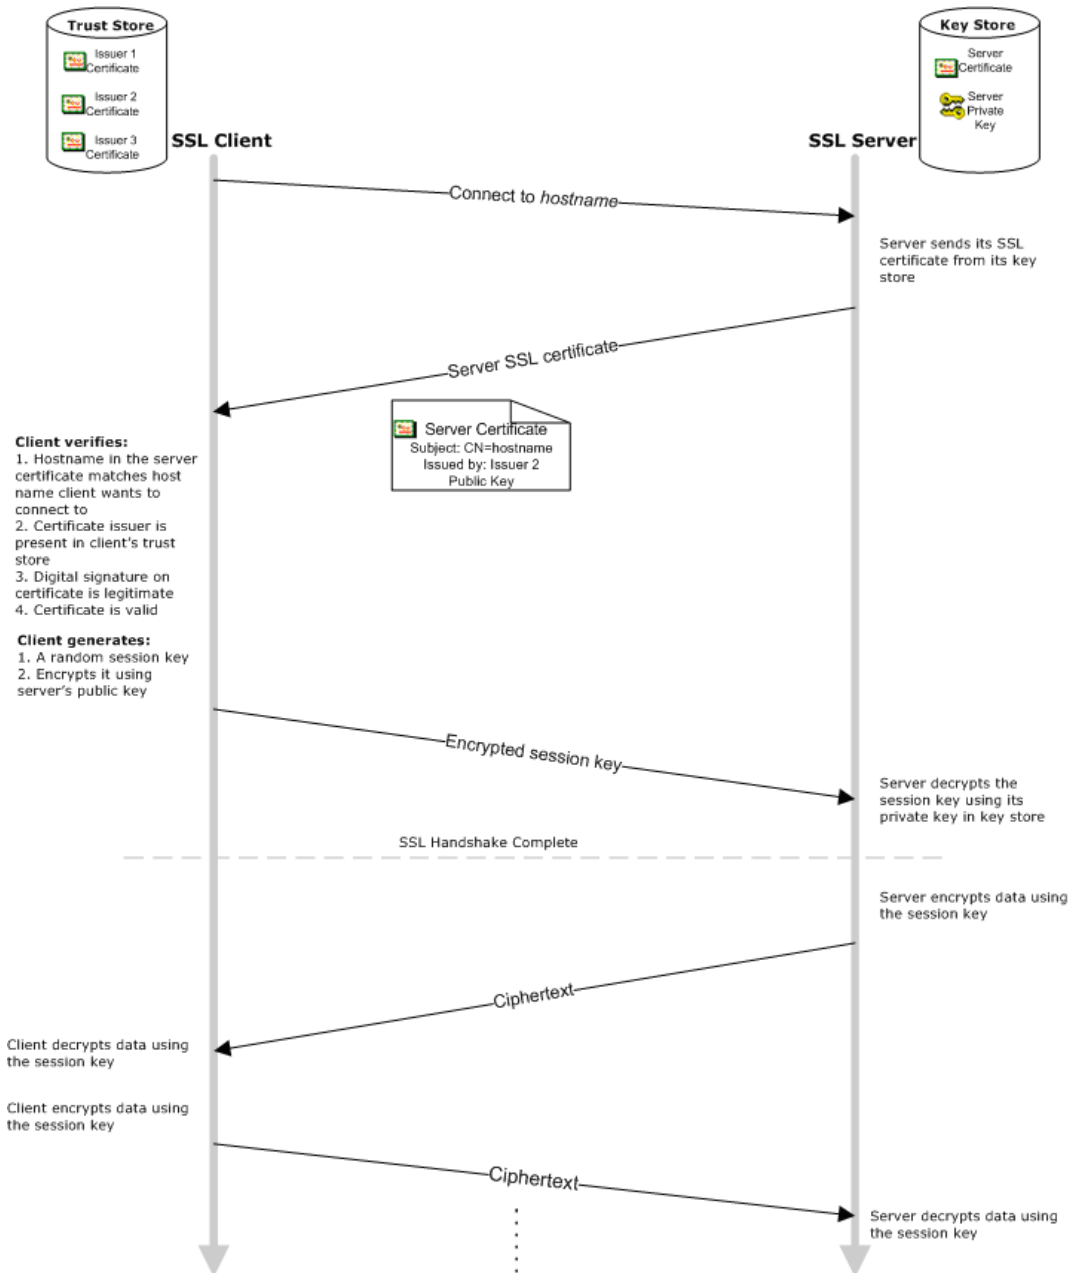 Trust Store
Issuer 1
Certificate
Issuer 2
Certificate
Issuer 3
Certificate
Key Store
Server
Certificate
Server
Private
Key
SSL Client
SSL Server
Connect to hostname
Server sends its SSL
certificate from its key
store
Server SSL certificate
Server Certificate
Subject: CN=hostname
Issued by: Issuer 2
Public Key
Client verifies:
1. Hostname in the server
certificate matches host
name client wants to
connect to
2. Certificate issuer is
present in client's trust
store
3. Digital signature on
certificate is legitimate
4. Certificate is valid
Client generates:
1. A random session key
2. Encrypts it using
server's public key
Encrypted session key
Server decrypts the
session key using its
private key in key store
SSL Handshake Complete
Server encrypts data using
the session key
Ciphertext
Client decrypts data using
the session key
Client encrypts data using
the session key
Ciphertext
Server decrypts data using
the session key